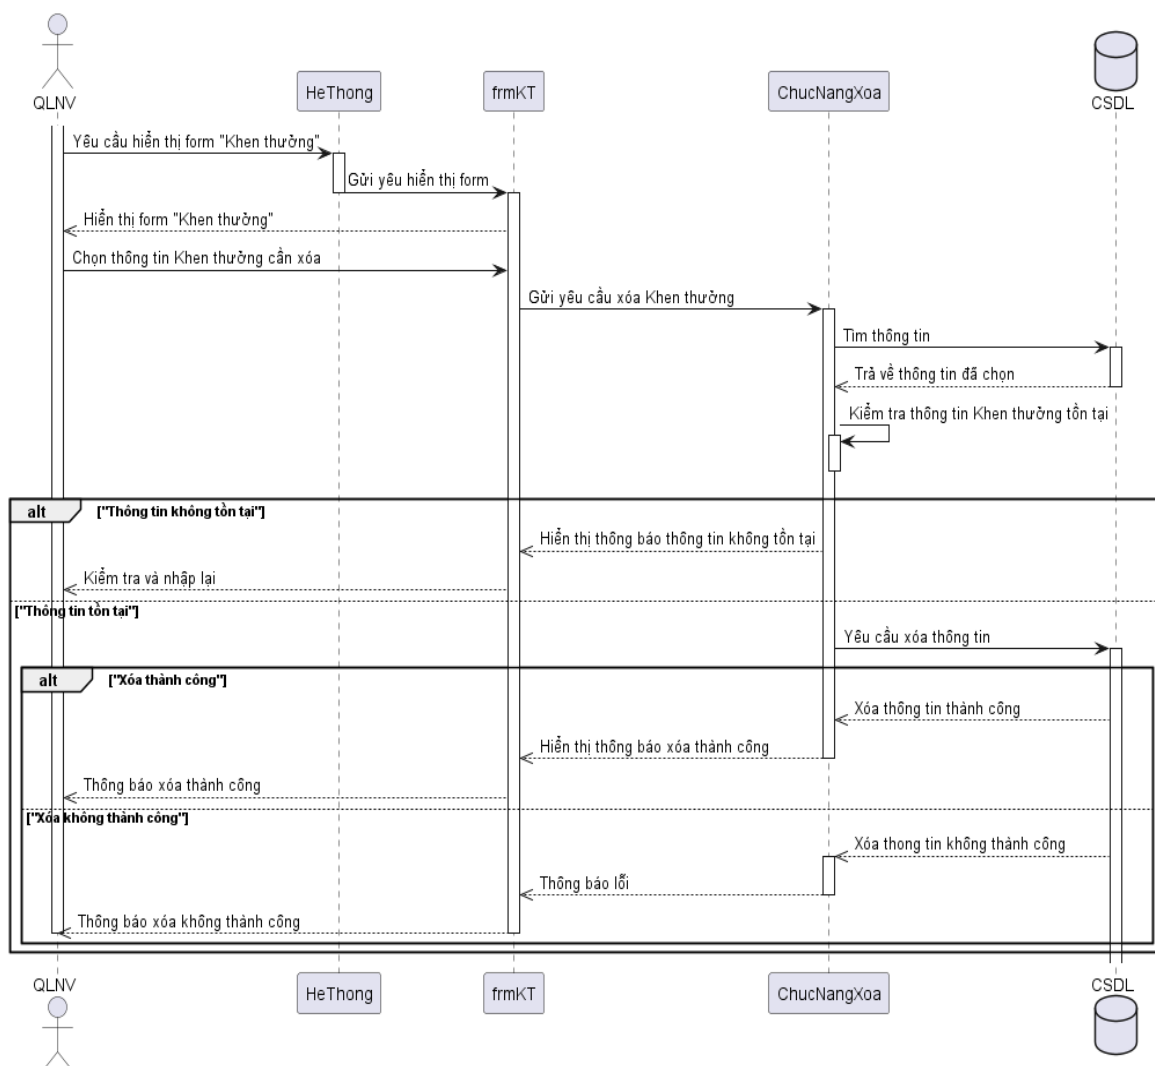 QLNV
HeThong
frmKT
ChucNangXoa
CSDL
Yêu cầu hiển thị form "Khen thưởng"
Gửi yêu hiển thị form
Hiển thị form "Khen thưởng"
Chọn thông tin Khen thưởng cần xóa
Gửi yêu cầu xóa Khen thưởng
Tìm thông tin
Trả về thông tin đã chọn
Kiểm tra thông tin Khen thưởng tồn tại
alt
["Thông tin không tồn tại"]
Hiển thị thông báo thông tin không tồn tại
Kiểm tra và nhập lại
["Thông tin tồn tại"]
Yêu cầu xóa thông tin
alt
["Xóa thành công"]
Xóa thông tin thành công
Hiển thị thông báo xóa thành công
Thông báo xóa thành công
["Xóa không thành công"]
Xóa thong tin không thành công
Thông báo lỗi
Thông báo xóa không thành công
QLNV
HeThong
frmKT
ChucNangXoa
CSDL